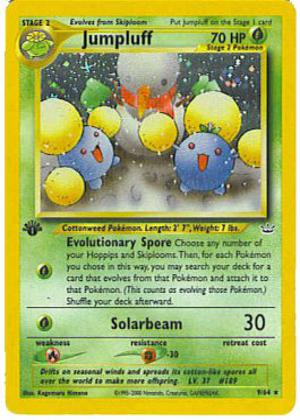 STAGE 2 Evolves from Skiploom Put Jumpluff on the Stage 1 card
Jumpluff 70 HP
Stage 2 Pokémon
Cottonweed Pokémon. Length: 2' 7", Weight: 7 lbs.
Evolutionary Spore Choose any number of
your Hoppips and Skiplooms. Then, for each Pokémon
you chose in this way, you may search your deck for a
card that evolves from that Pokémon and attach it to
that Pokémon. (This counts as evolving those Pokémon.)
Shuffle your deck afterward.
Solarbeam 30
weakness resistance retreat cost
-30
Drifts on seasonal winds and spreads its cotton-like spores all
over the world to make more offspring. LV. 37 #189
Illus. Kagemaru Himeno ©1995-2000 Nintendo, Creatures, GAMEFREAK. 9/64 ★